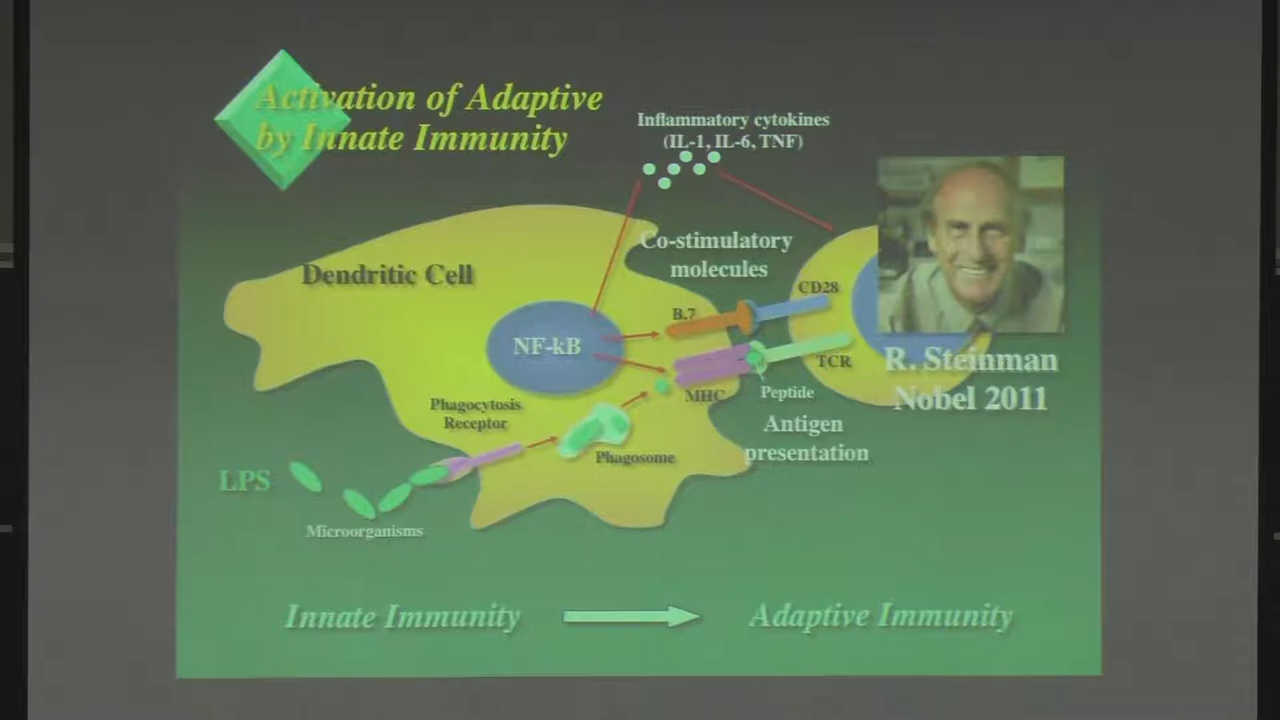 Activation of Adaptive
by Innate Immunity
Inflammatory cytokines
(IL-1, IL-6, TNF)
Co-stimulatory
molecules
Dendritic Cell
CD28
B.7
NF-kB
TCR
MHC
Peptide
R. Steinman
Nobel 2011
Phagocytosis
Receptor
Antigen
presentation
Phagosome
LPS
Microorganisms
Innate Immunity
Adaptive Immunity